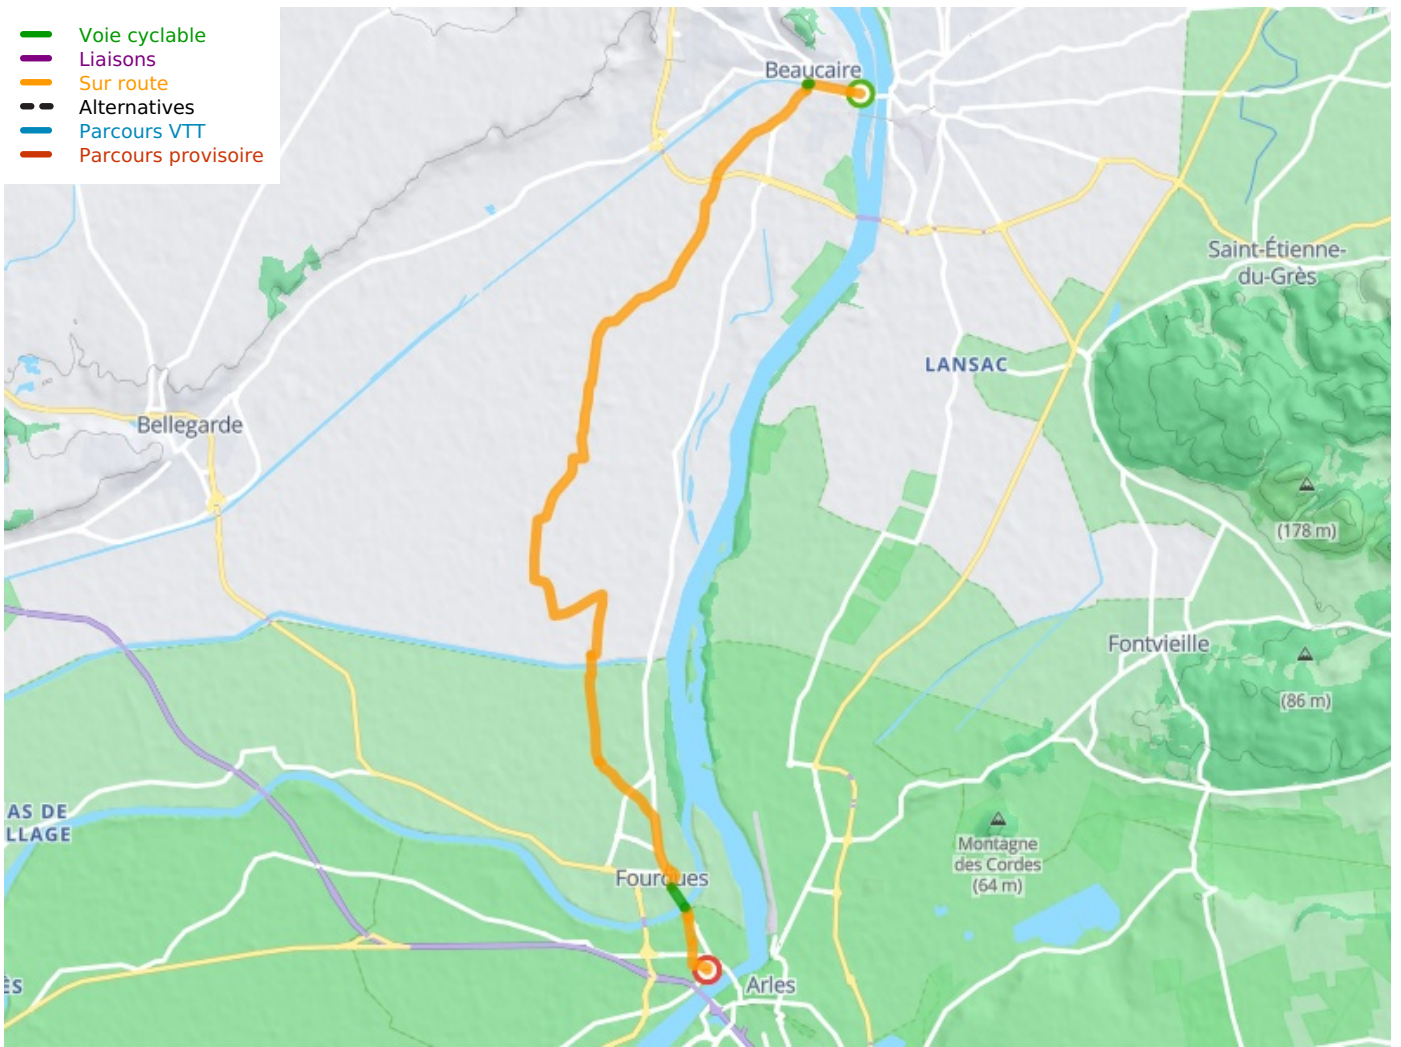 Voie cyclable
Liaisons
Sur route
Alternatives
Parcours VTT
Parcours provisoire
Beaucaire
Saint-Étienne-
du-Grès
LANSAC
Bellegarde
(178 m)
Fontvieille
(86 m)
AS DE
LLAGE
Montagne
des Cordes
(64 m)
Fourques
ÈS
Arles